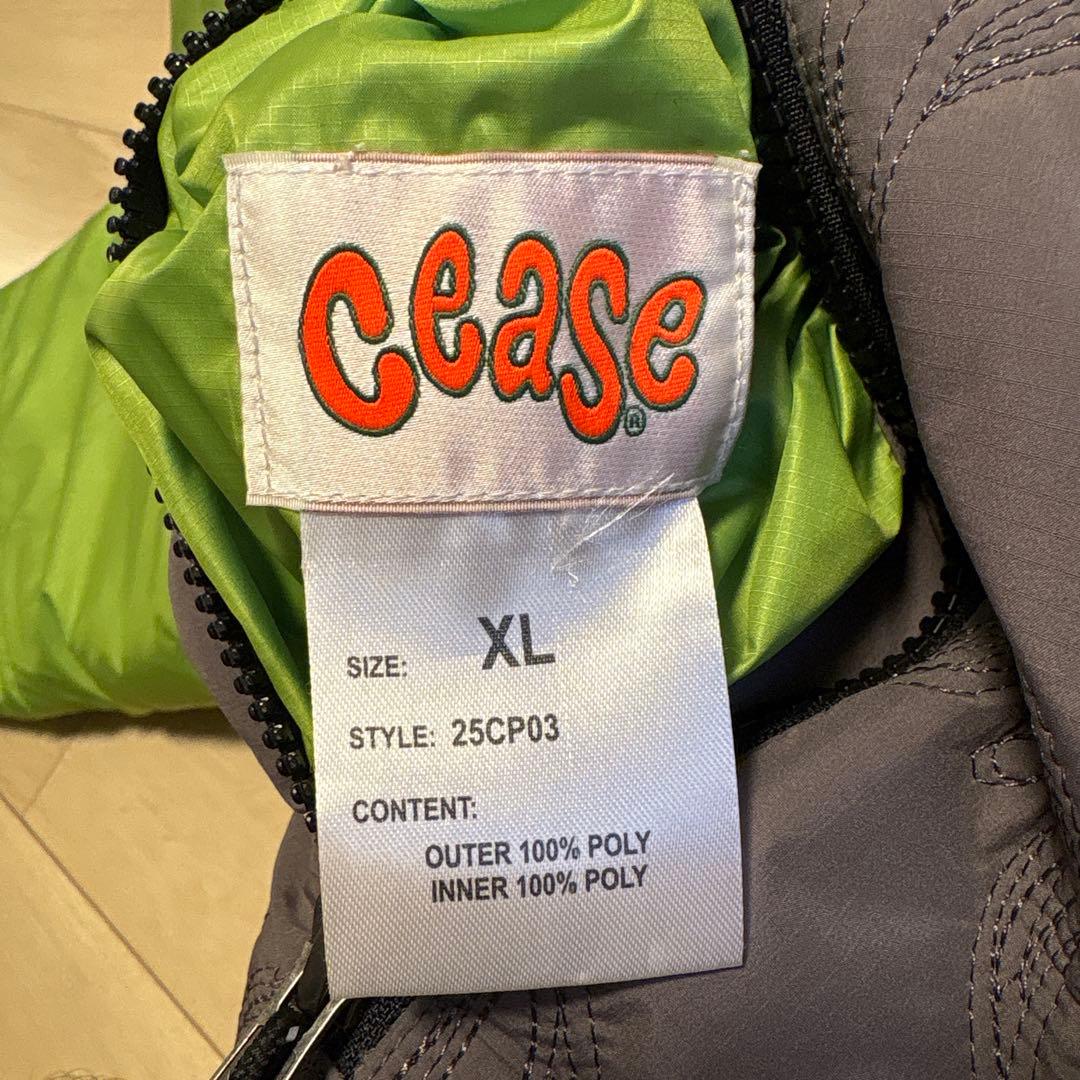 cease®
SIZE: XL
STYLE: 25CP03
CONTENT:
OUTER 100% POLY
INNER 100% POLY